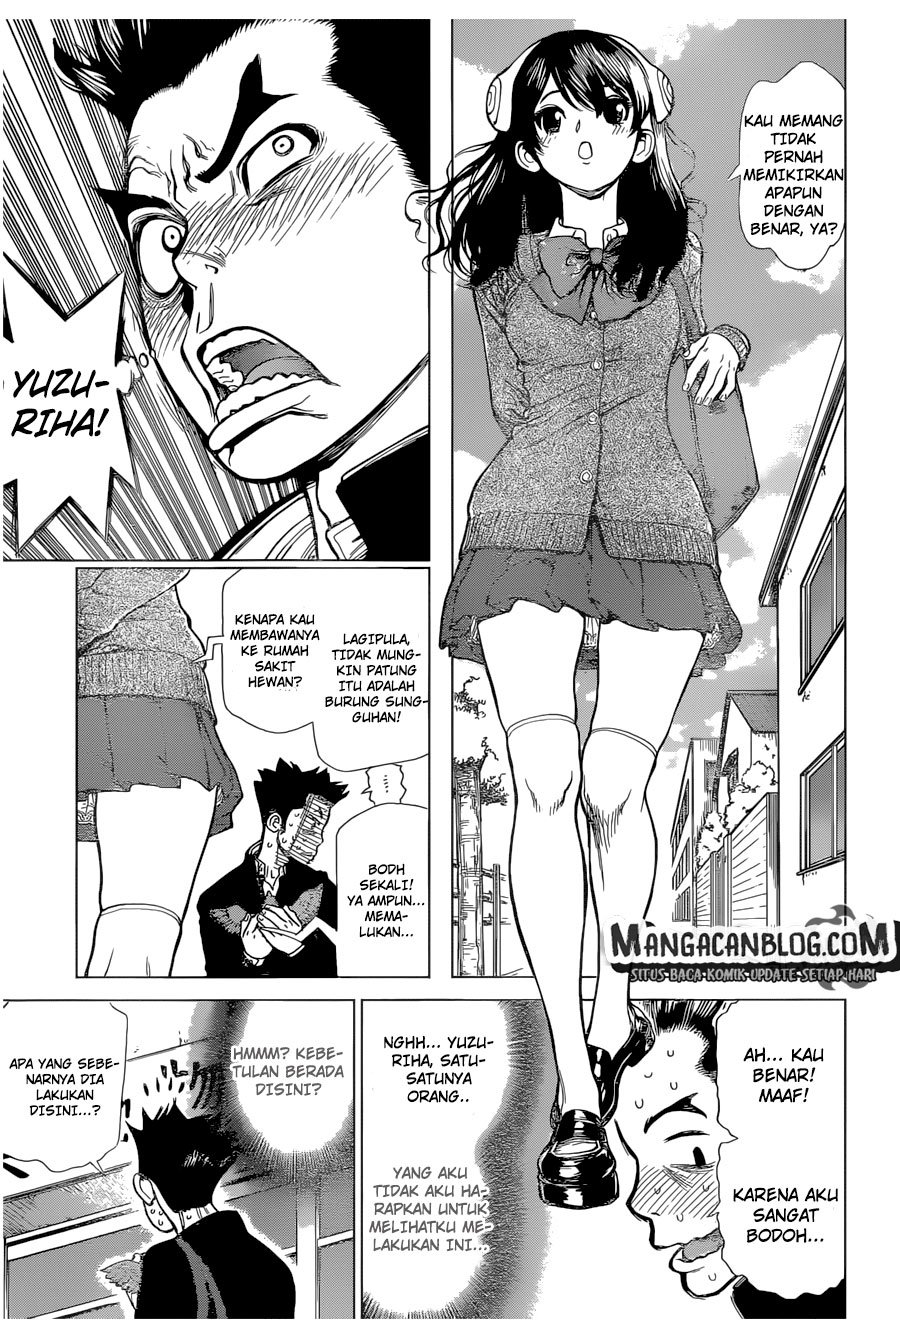 KAU MEMANG
TIDAK
PERNAH
MEMIKIRKAN
APAPUN
DENGAN
BENAR, YA?
YUZU-
RIHA!
LAGIPULA,
TIDAK MUNG-
KIN PATUNG
ITU ADALAH
BURUNG SUNG-
GUHAN!
KENAPA KAU
MEMBAWANYA
KE RUMAH
SAKIT
HEWAN?
....
BODH
SEKALI!
YA AMPUN...
MEMA-
LUKAN...
MANGACANBLOG.COM
SITUS BACA KOMIK UPDATE SETIAP HARI
AH... KAU
BENAR!
MAAF!
KARENA AKU
SANGAT
BODOH...
NGHH... YUZU-
RIHA, SATU-
SATUNYA
ORANG..
YANG AKU
TIDAK AKU HA-
RAPKAN UNTUK
MELIHATKU ME-
LAKUKAN INI...
HMMM? KEBE-
TULAN BERADA
DISINI?
APA YANG SEBE-
NARNYA DIA
LAKUKAN
DISINI...?